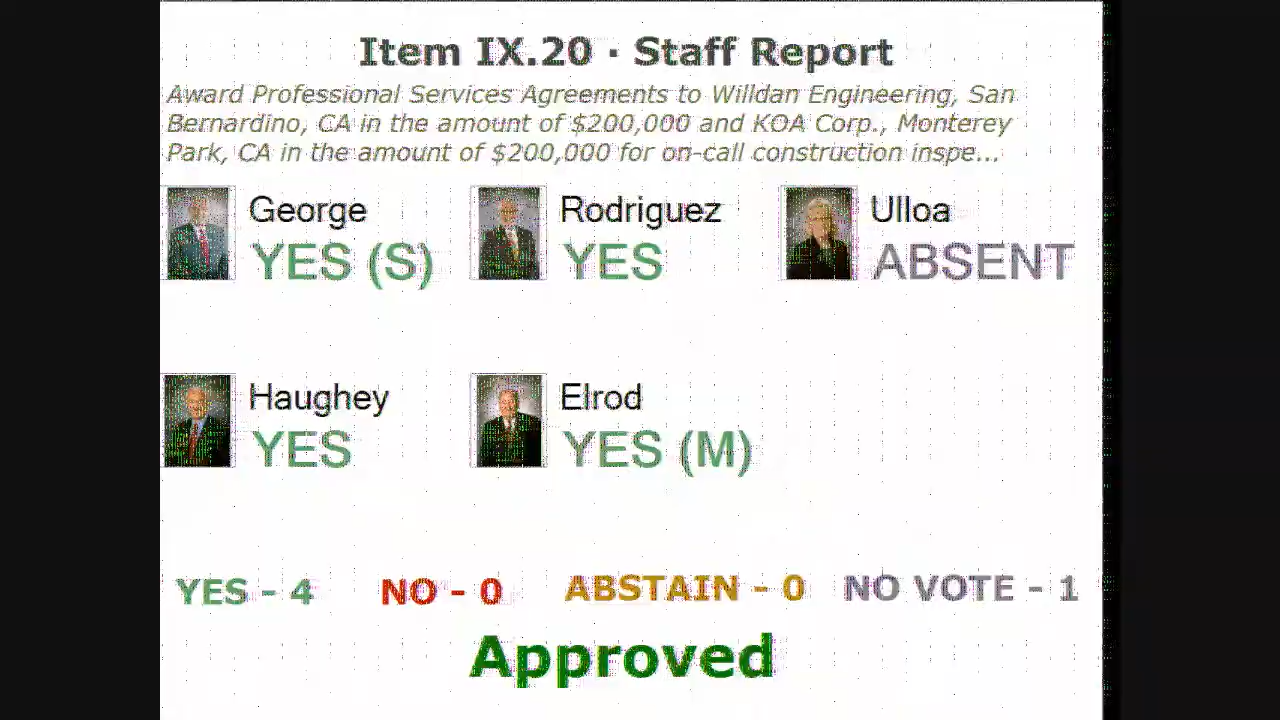 Item IX.20 · Staff Report
Award Professional Services Agreements to Willdan Engineering, San
Bernardino, CA in the amount of $200,000 and KOA Corp., Monterey
Park, CA in the amount of $200,000 for on-call construction inspe...
George
YES (S)
Rodriguez
YES
Ulloa
ABSENT
Haughey
YES
Elrod
YES (M)
YES - 4
NO - 0
ABSTAIN - 0
NO VOTE - 1
Approved